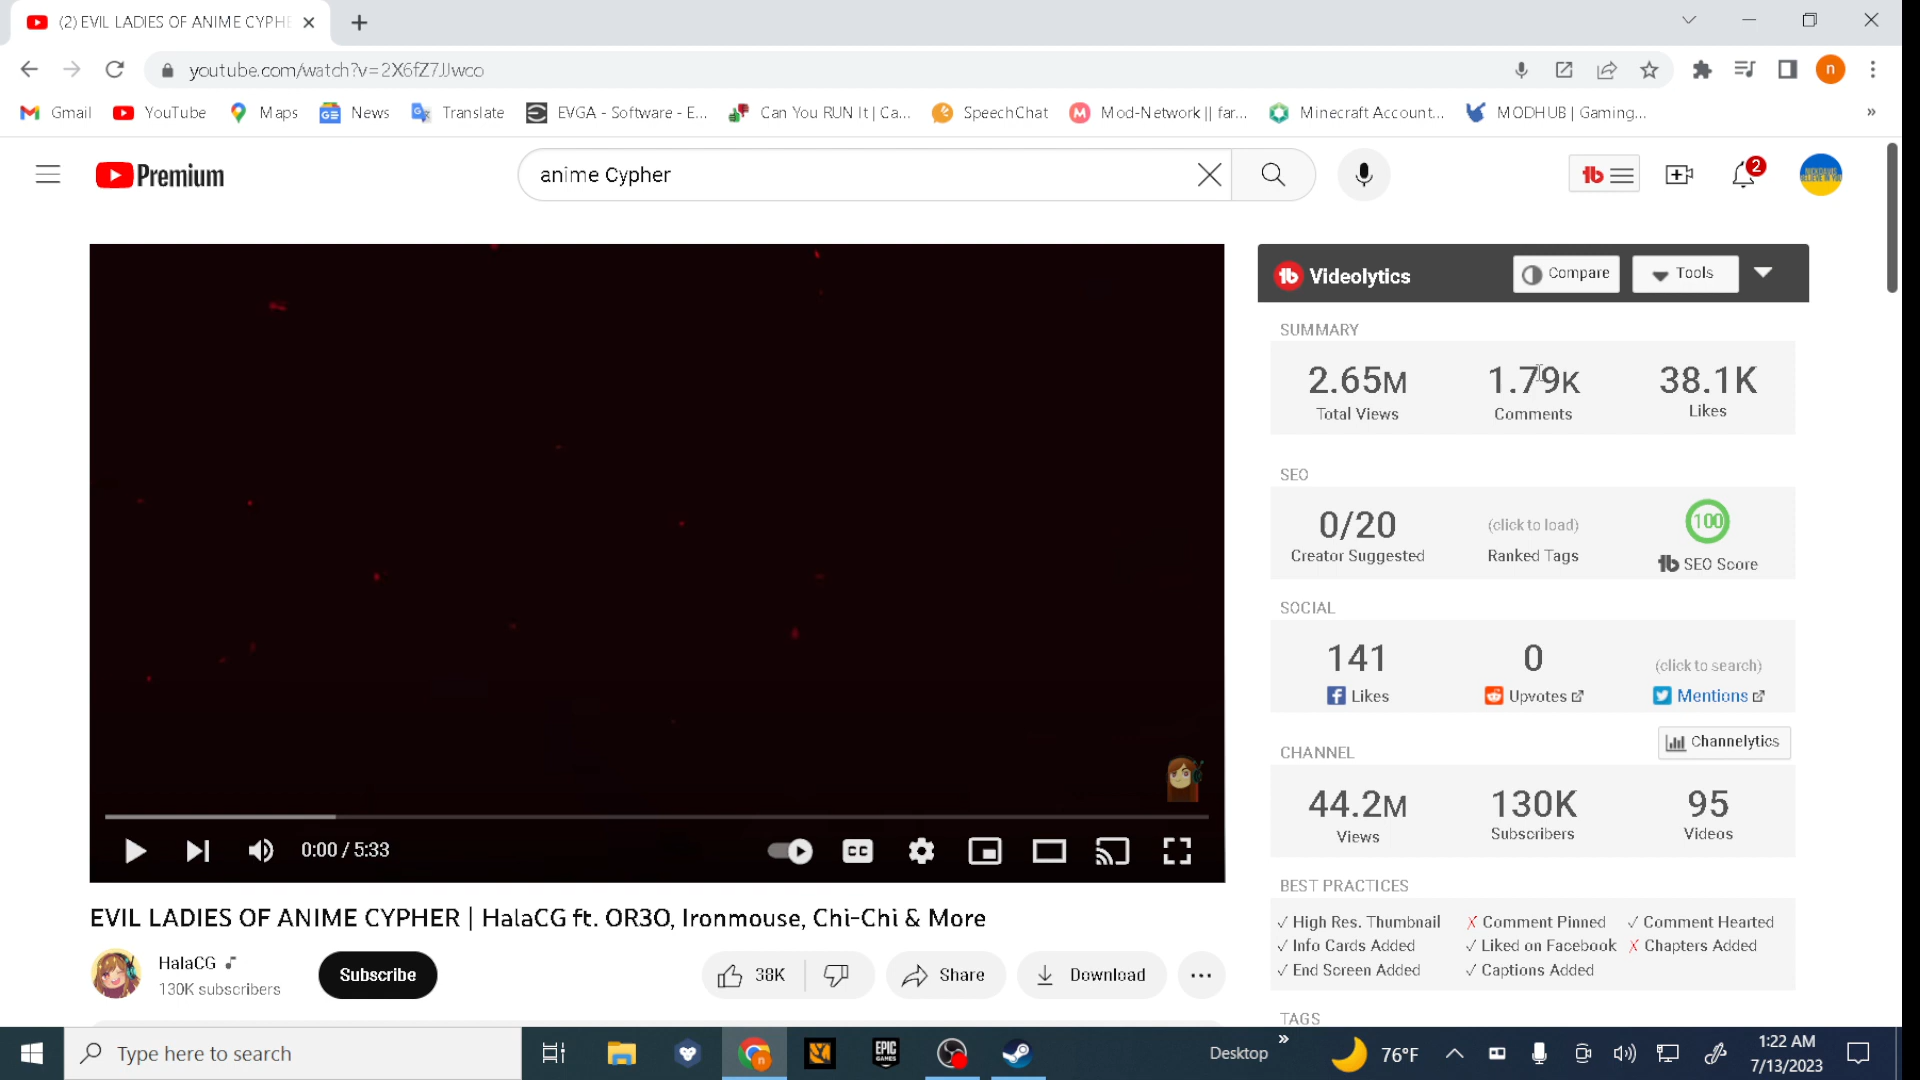 (2) EVIL LADIES OF ANIME CYPHE
youtube.com/watch?v=2X6fZ7JJwco
n
Gmail YouTube Maps News Translate EVGA - Software - E... Can You RUN It | Ca... SpeechChat Mod-Network || far... Minecraft Account... MODHUB | Gaming... »
Premium
anime Cypher
2
Videolytics Compare Tools
SUMMARY
2.65M 1.79K 38.1K
Total Views Comments Likes
SEO
0/20 (click to load) 100
Creator Suggested Ranked Tags SEO Score
SOCIAL
141 0 (click to search)
Likes Upvotes Mentions
CHANNEL Channelytics
44.2M 130K 95
Views Subscribers Videos
BEST PRACTICES
✓ High Res. Thumbnail ✗ Comment Pinned ✓ Comment Hearted
✓ Info Cards Added ✓ Liked on Facebook ✗ Chapters Added
✓ End Screen Added ✓ Captions Added
TAGS
0:00 / 5:33
CC
EVIL LADIES OF ANIME CYPHER | HalaCG ft. OR3O, Ironmouse, Chi-Chi & More
HalaCG
130K subscribers
Subscribe
38K Share Download ...
Type here to search
EPIC GAMES
Desktop »
76°F
1:22 AM
7/13/2023